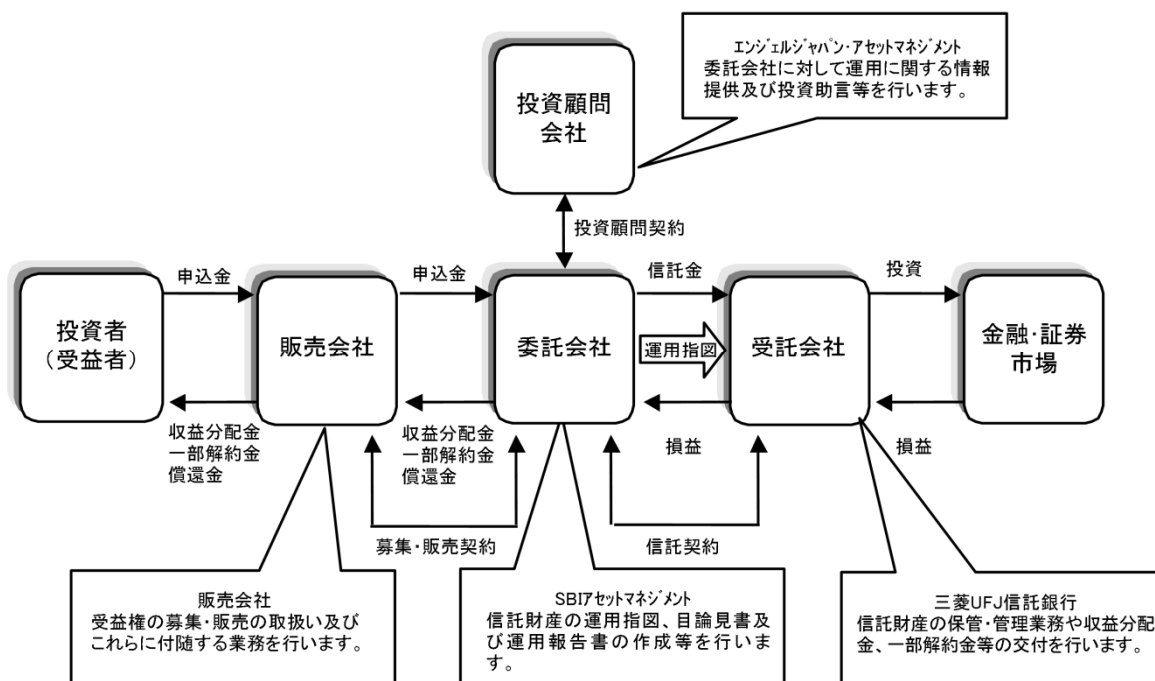 エンジェルジャパン・アセットマネジメント
委託会社に対して運用に関する情報
提供及び投資助言等を行います。
投資顧問
会社
投資顧問契約
申込金
申込金
信託金
投資
投資者
(受益者)
販売会社
委託会社
運用指図
受託会社
金融・証券
市場
収益分配金
一部解約金
償還金
収益分配金
一部解約金
償還金
損益
損益
募集・販売契約
信託契約
販売会社
受益権の募集・販売の取扱い及び
これらに付随する業務を行います。
SBIアセットマネジメント
信託財産の運用指図、目論見書及
び運用報告書の作成等を行いま
す。
三菱UFJ信託銀行
信託財産の保管・管理業務や収益分配
金、一部解約金等の交付を行います。